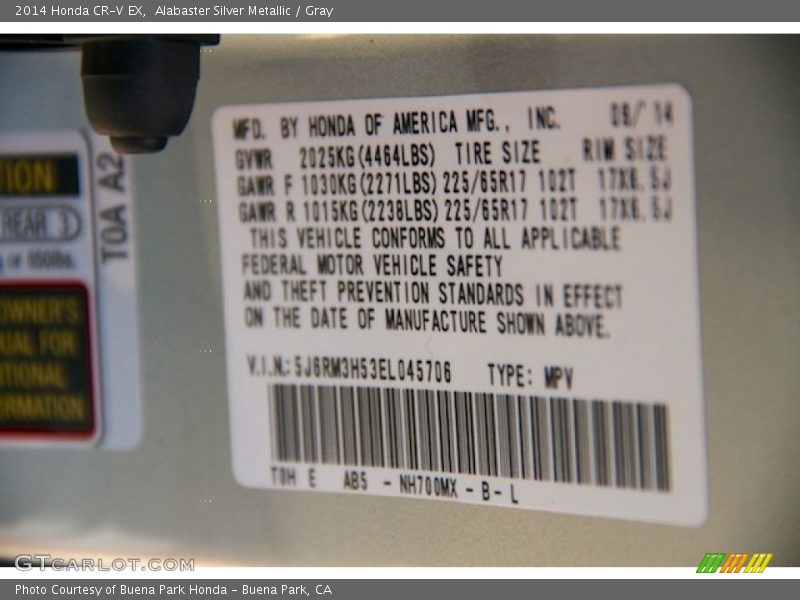 2014 Honda CR-V EX, Alabaster Silver Metallic / Gray
MFD. BY HONDA OF AMERICA MFG., INC. 09/'14
GVWR 2025KG(4464LBS) TIRE SIZE RIM SIZE
GAWR F 1030KG(2271LBS) 225/65R17 102T 17X6.5J
GAWR R 1015KG(2238LBS) 225/65R17 102T 17X6.5J
THIS VEHICLE CONFORMS TO ALL APPLICABLE
FEDERAL MOTOR VEHICLE SAFETY
AND THEFT PREVENTION STANDARDS IN EFFECT
ON THE DATE OF MANUFACTURE SHOWN ABOVE.
V.I.N.: 5J6RM3H53EL045706 TYPE: MPV
T0H E AB5 - NH700MX - B - L
TION
REAR
T0A A2
OWNER'S
UAL FOR
ITIONAL
ORMATION
GTCARLOT.COM
Photo Courtesy of Buena Park Honda - Buena Park, CA